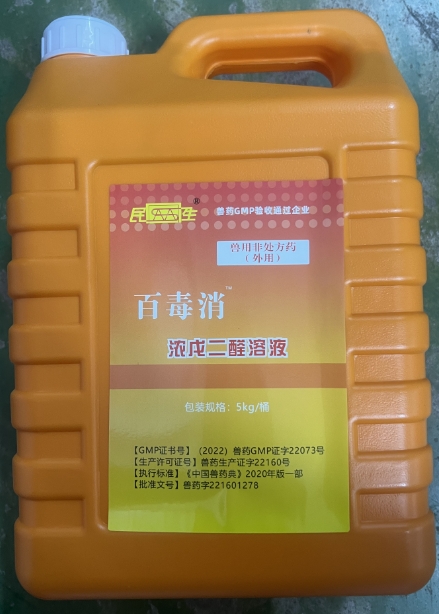 民生®
兽药GMP验收通过企业
兽用非处方药
（外用）
百毒消™
浓戊二醛溶液
包装规格：5kg/桶
【GMP证书号】（2022）兽药GMP证字22073号
【生产许可证号】兽药生产证字22160号
【执行标准】《中国兽药典》2020年版一部
【批准文号】兽药字221601278